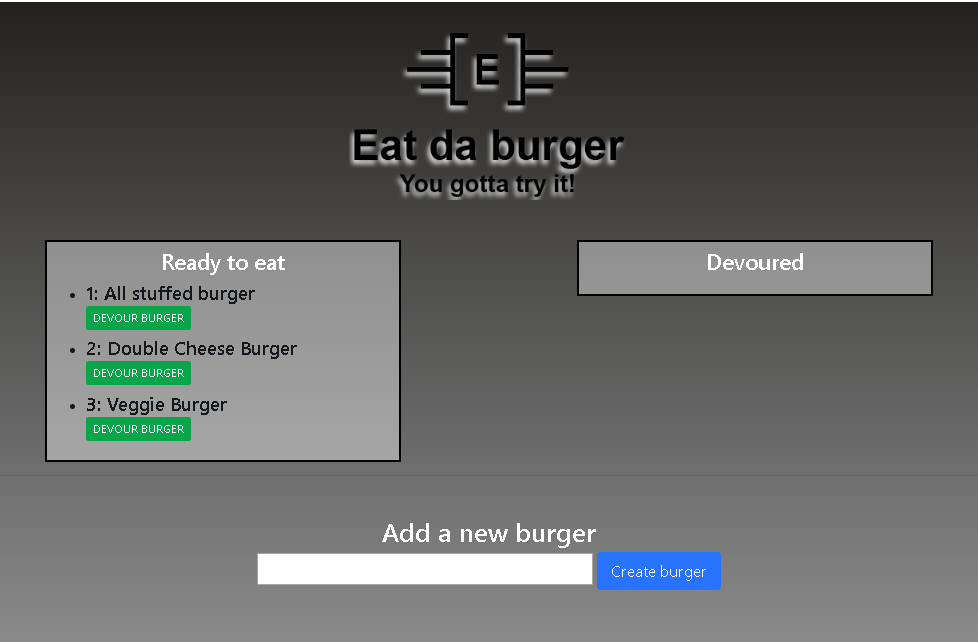 E
Eat da burger
You gotta try it!
Ready to eat
1: All stuffed burger
DEVOUR BURGER
2: Double Cheese Burger
DEVOUR BURGER
3: Veggie Burger
DEVOUR BURGER
Devoured
Add a new burger
Create burger